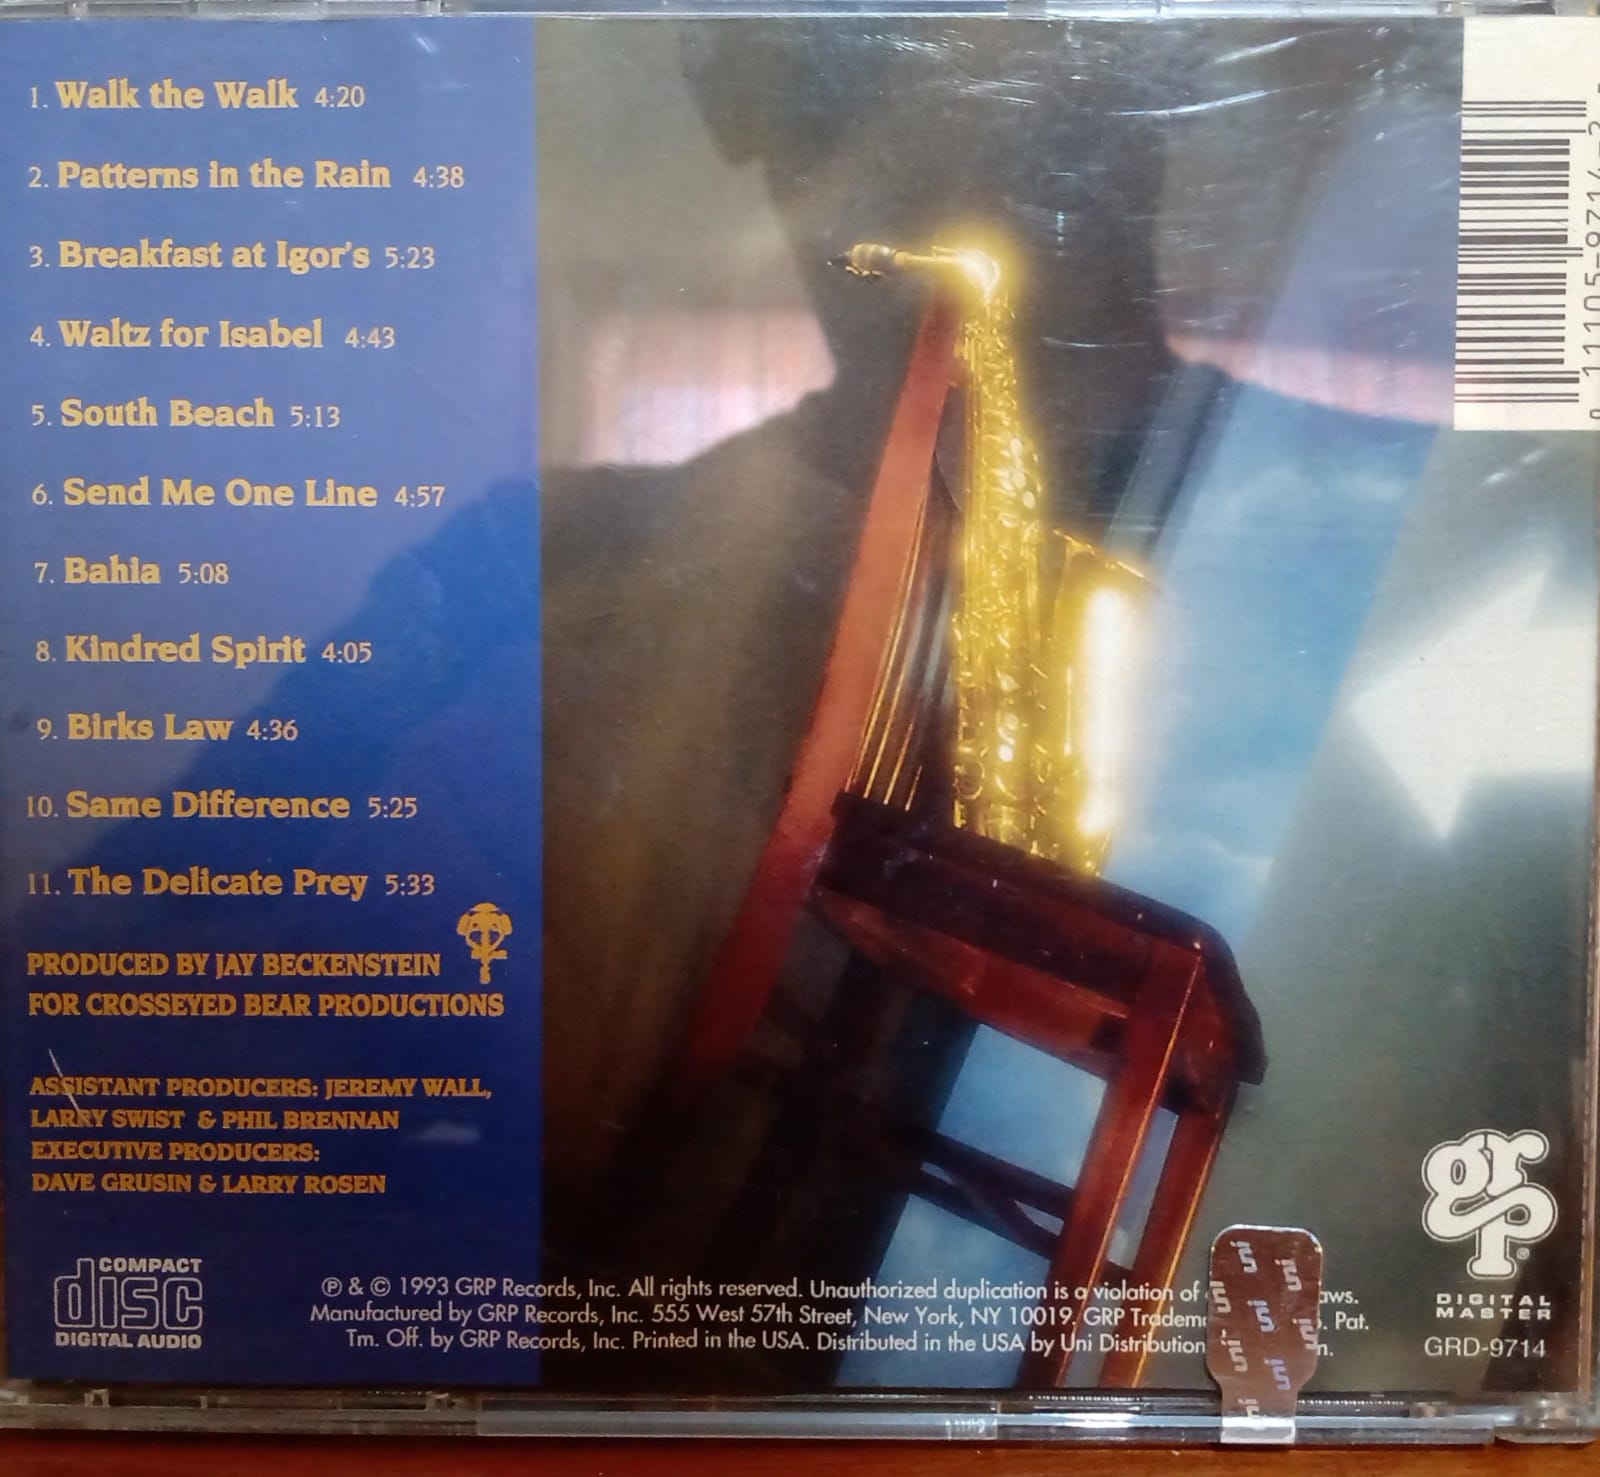 1. Walk the Walk 4:20
2. Patterns in the Rain 4:38
3. Breakfast at Igor's 5:23
4. Waltz for Isabel 4:43
5. South Beach 5:13
6. Send Me One Line 4:57
7. Bahia 5:08
8. Kindred Spirit 4:05
9. Birks Law 4:36
10. Same Difference 5:25
11. The Delicate Prey 5:33
PRODUCED BY JAY BECKENSTEIN
FOR CROSSEYED BEAR PRODUCTIONS
ASSISTANT PRODUCERS: JEREMY WALL,
LARRY SWIST & PHIL BRENNAN
EXECUTIVE PRODUCERS:
DAVE GRUSIN & LARRY ROSEN
COMPACT
disc
DIGITAL AUDIO
℗ & © 1993 GRP Records, Inc. All rights reserved. Unauthorized duplication is a violation of
Manufactured by GRP Records, Inc. 555 West 57th Street, New York, NY 10019. GRP Pat.
Tm. Off. by GRP Records, Inc. Printed in the USA. Distributed in the USA by Uni Distribution
uni
grp®
DIGITAL
MASTER
GRD-9714
11105-9714